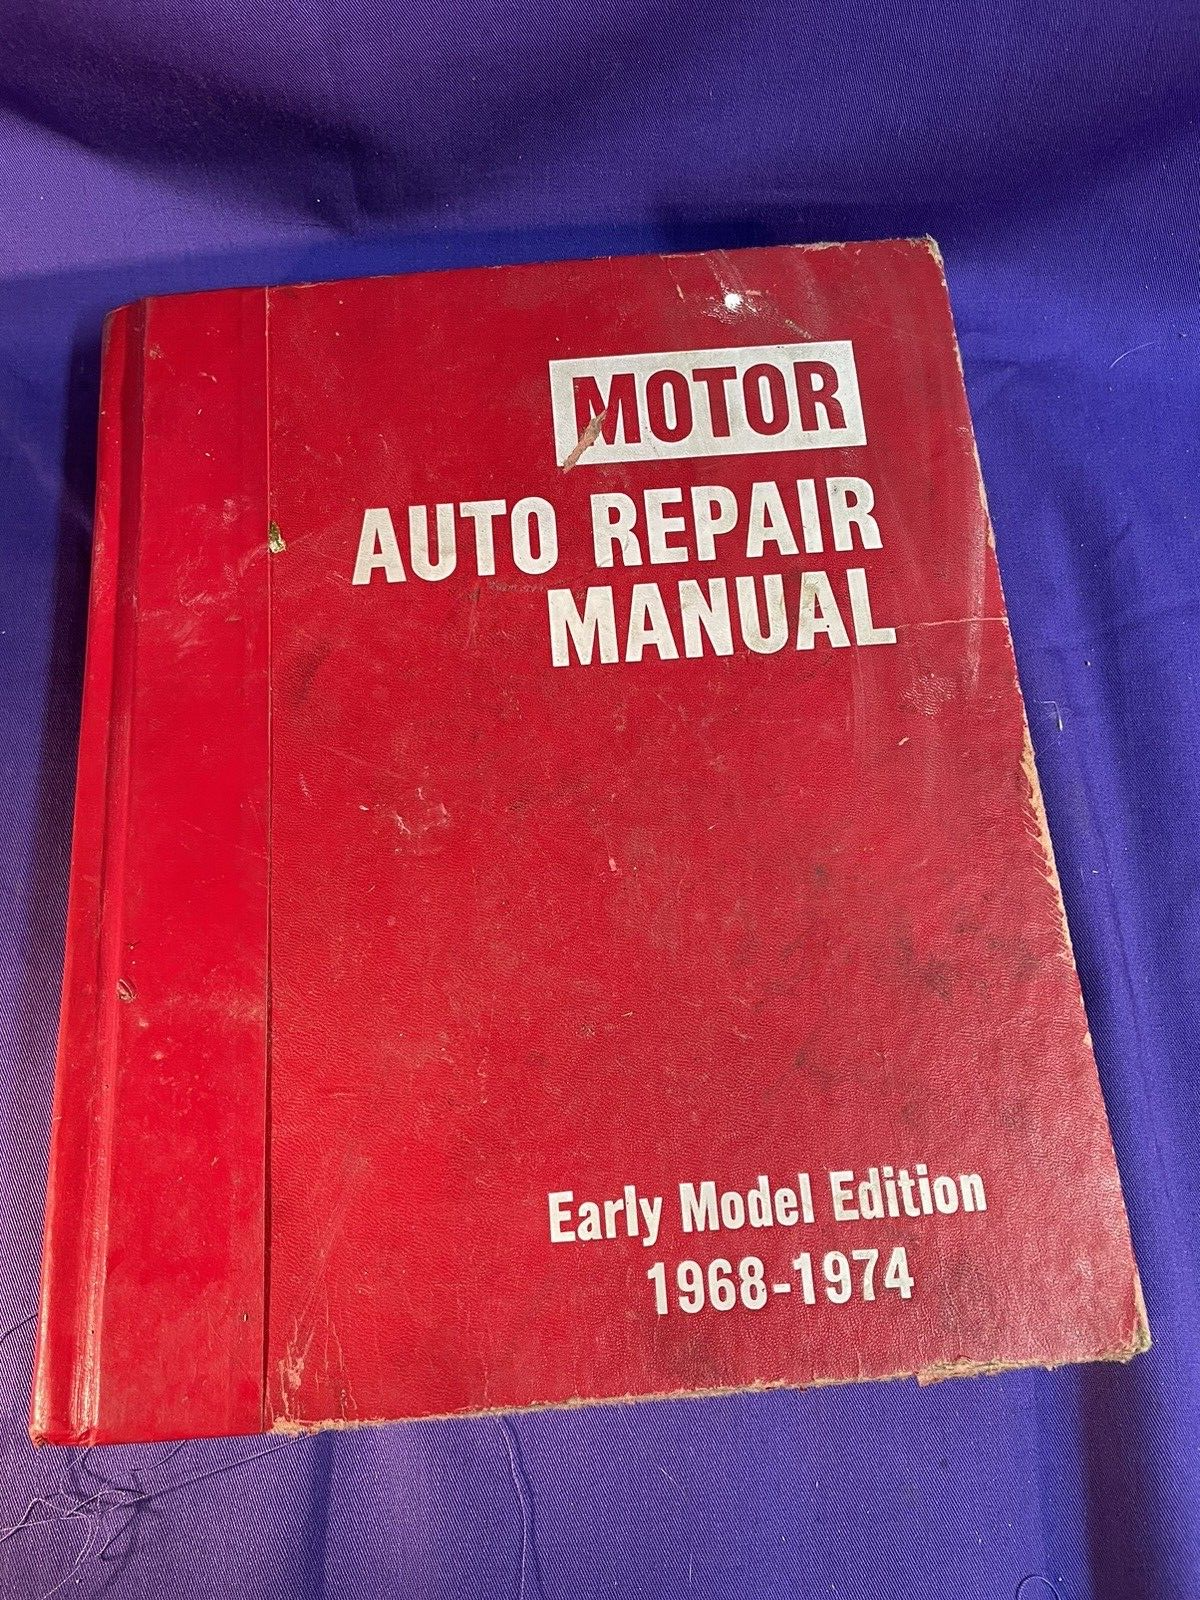 MOTOR
AUTO REPAIR
MANUAL
Early Model Edition
1968-1974